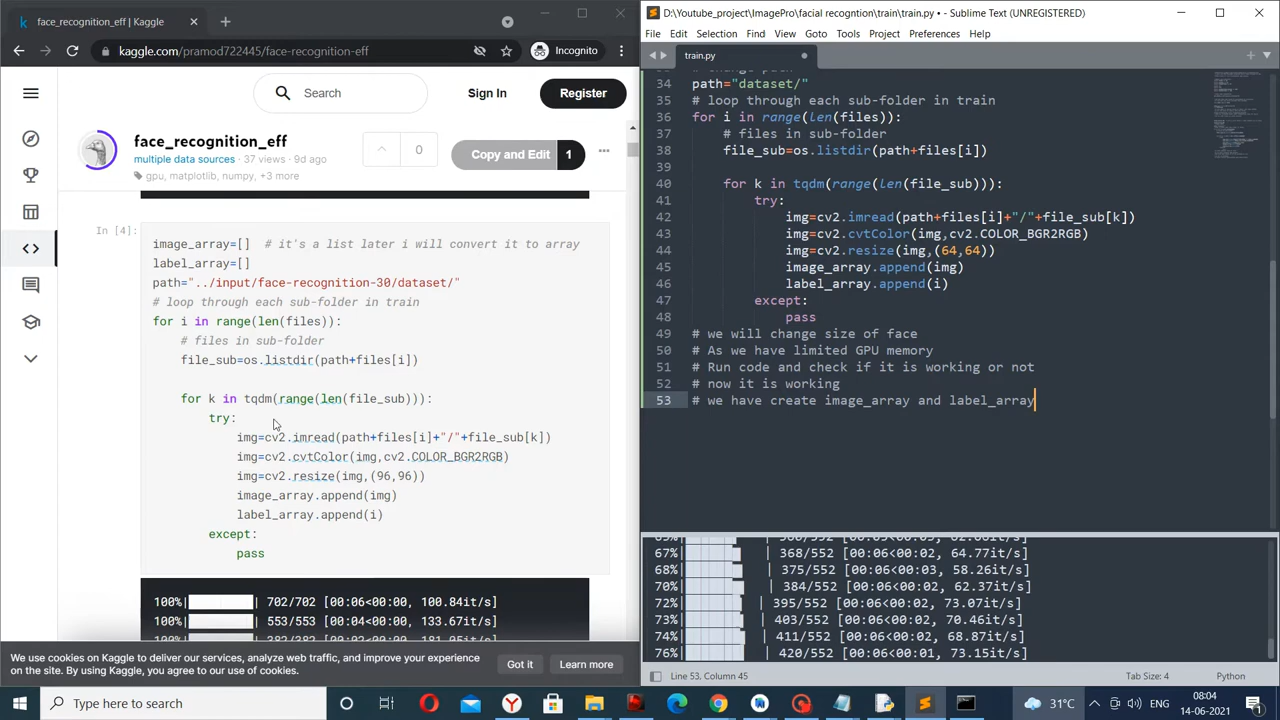 face_recognition_eff | Kaggle
kaggle.com/pramod722445/face-recognition-eff
Incognito
Search
Sign In
Register
face_recognition_eff
multiple data sources · 37 views · 9d ago
gpu, matplotlib, numpy, +3 more
0
Copy and Edit
1
In [4]:
image_array=[]  # it's a list later i will convert it to array
label_array=[]
path="../input/face-recognition-30/dataset/"
# loop through each sub-folder in train
for i in range(len(files)):
# files in sub-folder
file_sub=os.listdir(path+files[i])
for k in tqdm(range(len(file_sub))):
try:
img=cv2.imread(path+files[i]+"/"+file_sub[k])
img=cv2.cvtColor(img,cv2.COLOR_BGR2RGB)
img=cv2.resize(img,(96,96))
image_array.append(img)
label_array.append(i)
except:
pass
100%| | 702/702 [00:06<00:00, 100.84it/s]
100%| | 553/553 [00:04<00:00, 133.67it/s]
We use cookies on Kaggle to deliver our services, analyze web traffic, and improve your experience
on the site. By using Kaggle, you agree to our use of cookies.
Got it
Learn more
D:\Youtube_project\ImagePro\facial recogntion\train\train.py • - Sublime Text (UNREGISTERED)
File Edit Selection Find View Goto Tools Project Preferences Help
train.py
34 path="dataset/"
35 # loop through each sub-folder in train
36 for i in range(len(files)):
37 # files in sub-folder
38 file_sub=os.listdir(path+files[i])
39
40 for k in tqdm(range(len(file_sub))):
41 try:
42 img=cv2.imread(path+files[i]+"/"+file_sub[k])
43 img=cv2.cvtColor(img,cv2.COLOR_BGR2RGB)
44 img=cv2.resize(img,(64,64))
45 image_array.append(img)
46 label_array.append(i)
47 except:
48 pass
49 # we will change size of face
50 # As we have limited GPU memory
51 # Run code and check if it is working or not
52 # now it is working
53 # we have create image_array and label_array
67%| | 368/552 [00:06<00:02, 64.77it/s]
68%| | 375/552 [00:06<00:03, 58.26it/s]
70%| | 384/552 [00:06<00:02, 62.37it/s]
72%| | 395/552 [00:06<00:02, 73.07it/s]
73%| | 403/552 [00:06<00:02, 70.46it/s]
74%| | 411/552 [00:06<00:02, 68.87it/s]
76%| | 420/552 [00:06<00:01, 73.15it/s]
Line 53, Column 45
Tab Size: 4
Python
Type here to search
31°C
ENG
08:04
14-06-2021